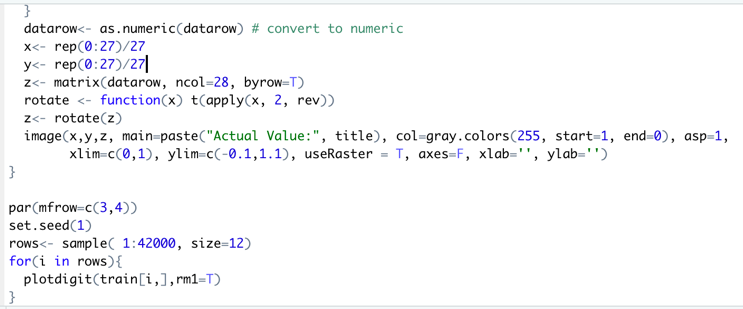 }
datarow<- as.numeric(datarow) # convert to numeric
x<- rep(0:27)/27
y<- rep(0:27)/27
z<- matrix(datarow, ncol=28, byrow=T)
rotate <- function(x) t(apply(x, 2, rev))
z<- rotate(z)
image(x,y,z, main=paste("Actual Value:", title), col=gray.colors(255, start=1, end=0), asp=1,
xlim=c(0,1), ylim=c(-0.1,1.1), useRaster = T, axes=F, xlab='', ylab='')
}
par(mfrow=c(3,4))
set.seed(1)
rows<- sample( 1:42000, size=12)
for(i in rows){
plotdigit(train[i,],rm1=T)
}